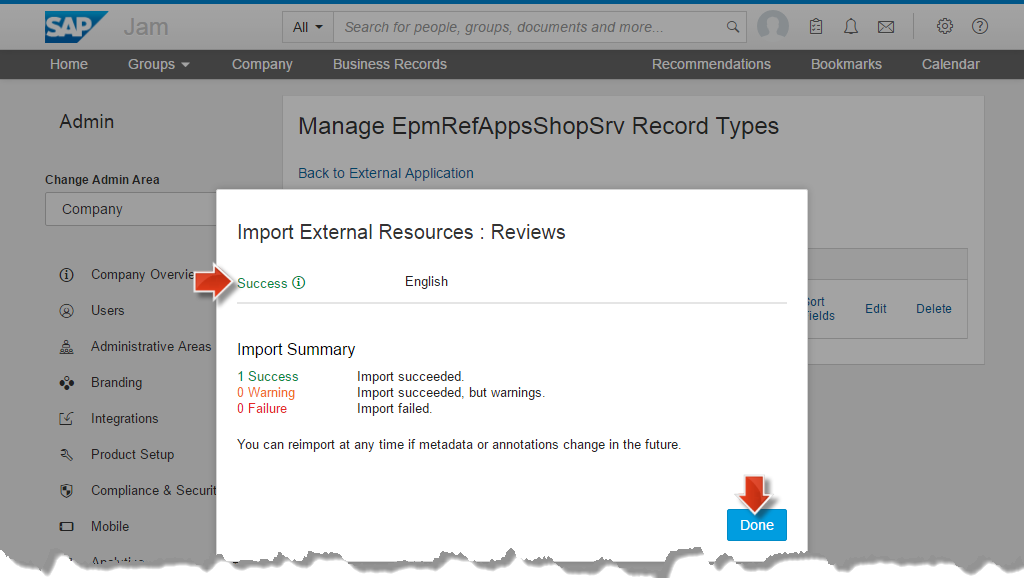 SAP Jam
All
Search for people, groups, documents and more...
Home Groups Company Business Records Recommendations Bookmarks Calendar
Admin
Change Admin Area
Company
Company Overvie
Users
Administrative Areas
Branding
Integrations
Product Setup
Compliance & Securit
Mobile
Analytics
Manage EpmRefAppsShopSrv Record Types
Back to External Application
Sort
Fields
Edit
Delete
Import External Resources : Reviews
Success English
Import Summary
1 Success Import succeeded.
0 Warning Import succeeded, but warnings.
0 Failure Import failed.
You can reimport at any time if metadata or annotations change in the future.
Done